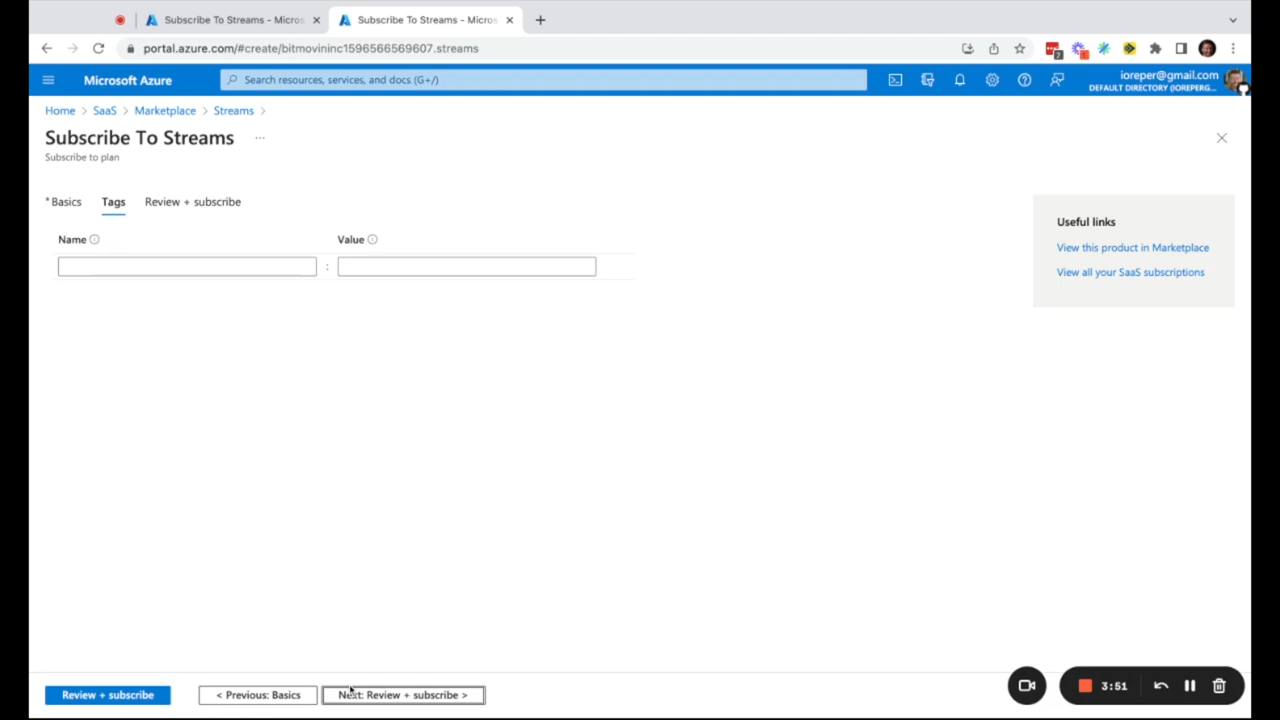 Subscribe To Streams - Micros
Subscribe To Streams - Micros
portal.azure.com/#create/bitmovininc1596566569607.streams
7
Microsoft Azure
Search resources, services, and docs (G+/)
ioreper@gmail.com
DEFAULT DIRECTORY (IOREPERG...
Home > SaaS > Marketplace > Streams >
Subscribe To Streams ...
Subscribe to plan
* Basics Tags Review + subscribe
Name
Value
:
Useful links
View this product in Marketplace
View all your SaaS subscriptions
Review + subscribe
< Previous: Basics
Next: Review + subscribe >
3:51